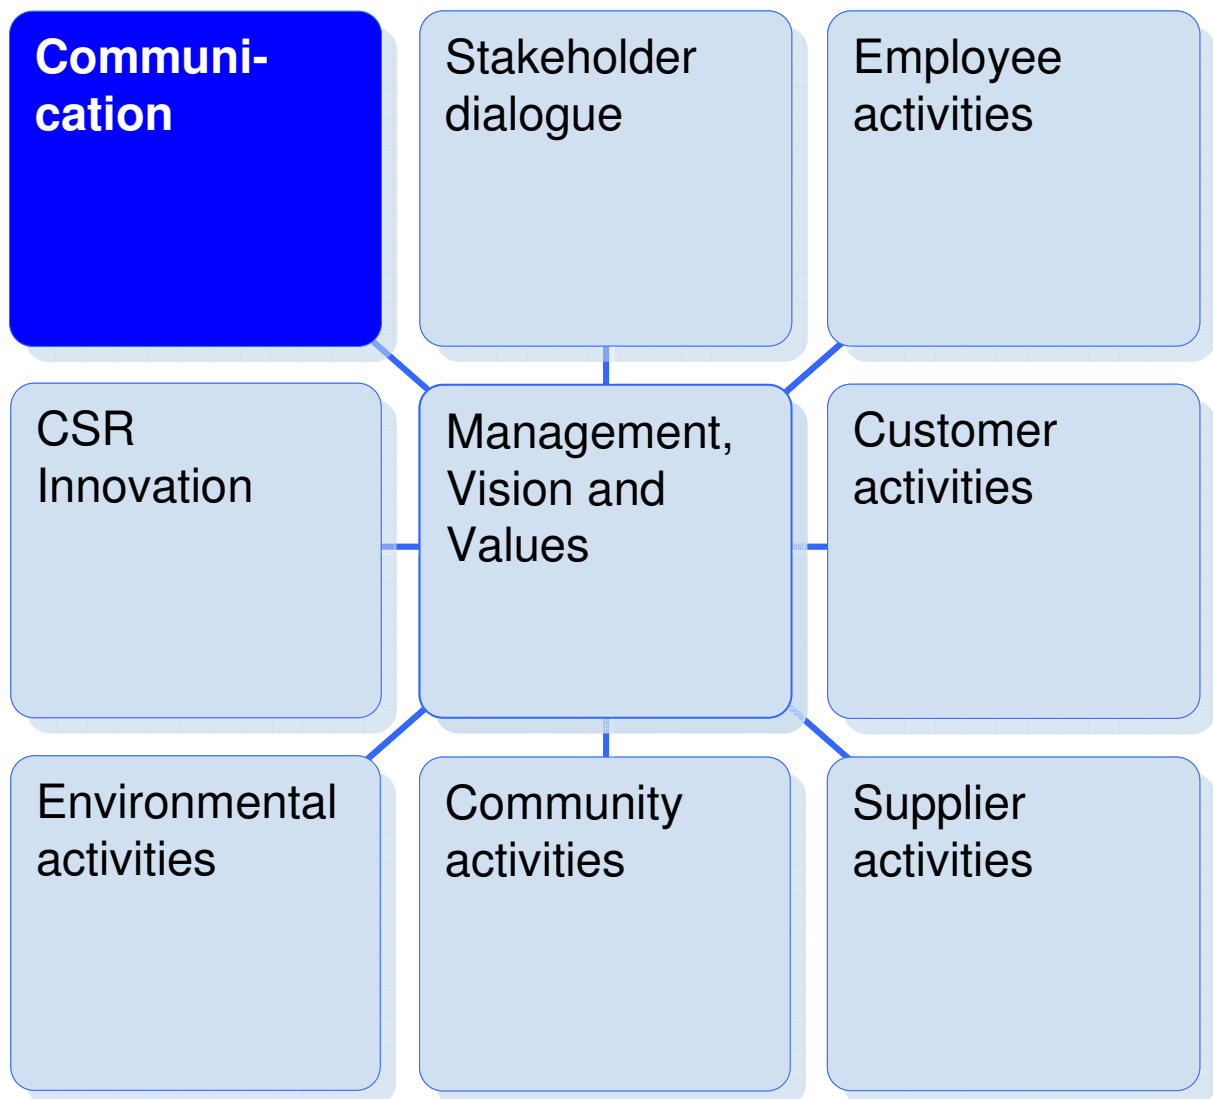 Communi-
cation
Stakeholder
dialogue
Employee
activities
CSR
Innovation
Management,
Vision and
Values
Customer
activities
Environmental
activities
Community
activities
Supplier
activities